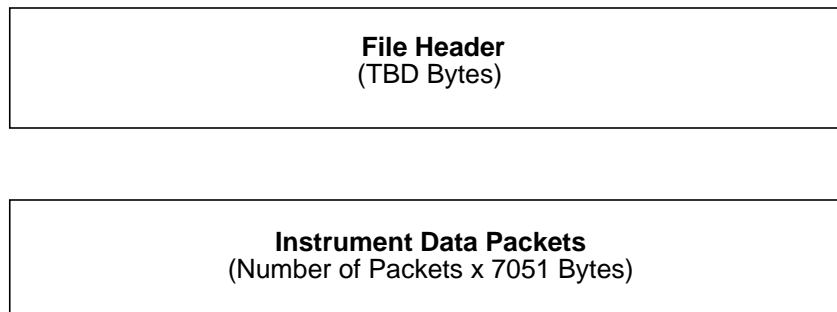 File Header
(TBD Bytes)
Instrument Data Packets
(Number of Packets x 7051 Bytes)